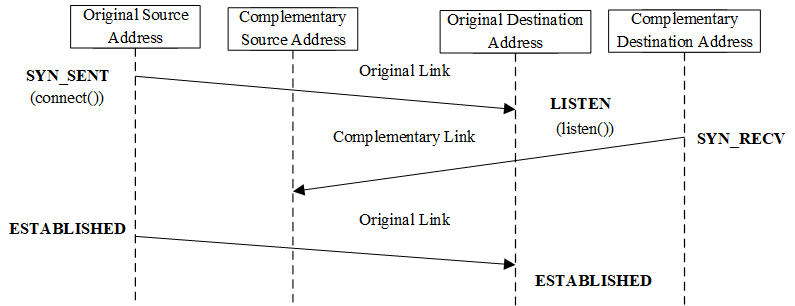 Original Source
Address
Complementary
Source Address
Original Destination
Address
Complementary
Destination Address
SYN_SENT
(connect())
Original Link
LISTEN
(listen())
Complementary Link
SYN_RECV
Original Link
ESTABLISHED
ESTABLISHED